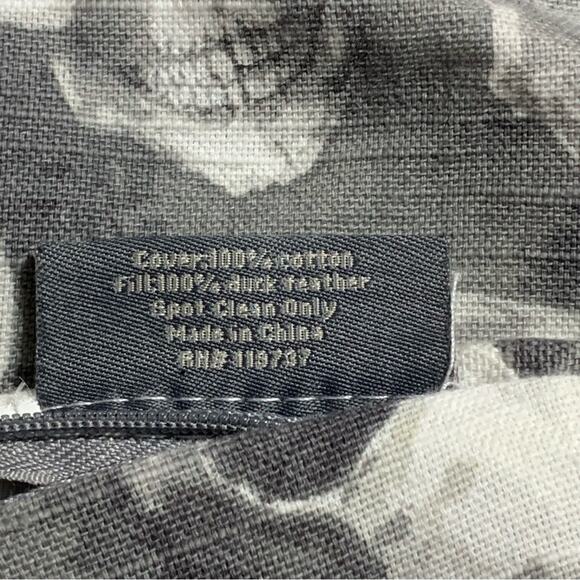 Cover:100% cotton
Fill:100% duck feather
Spot Clean Only
Made in China
RN# 119737